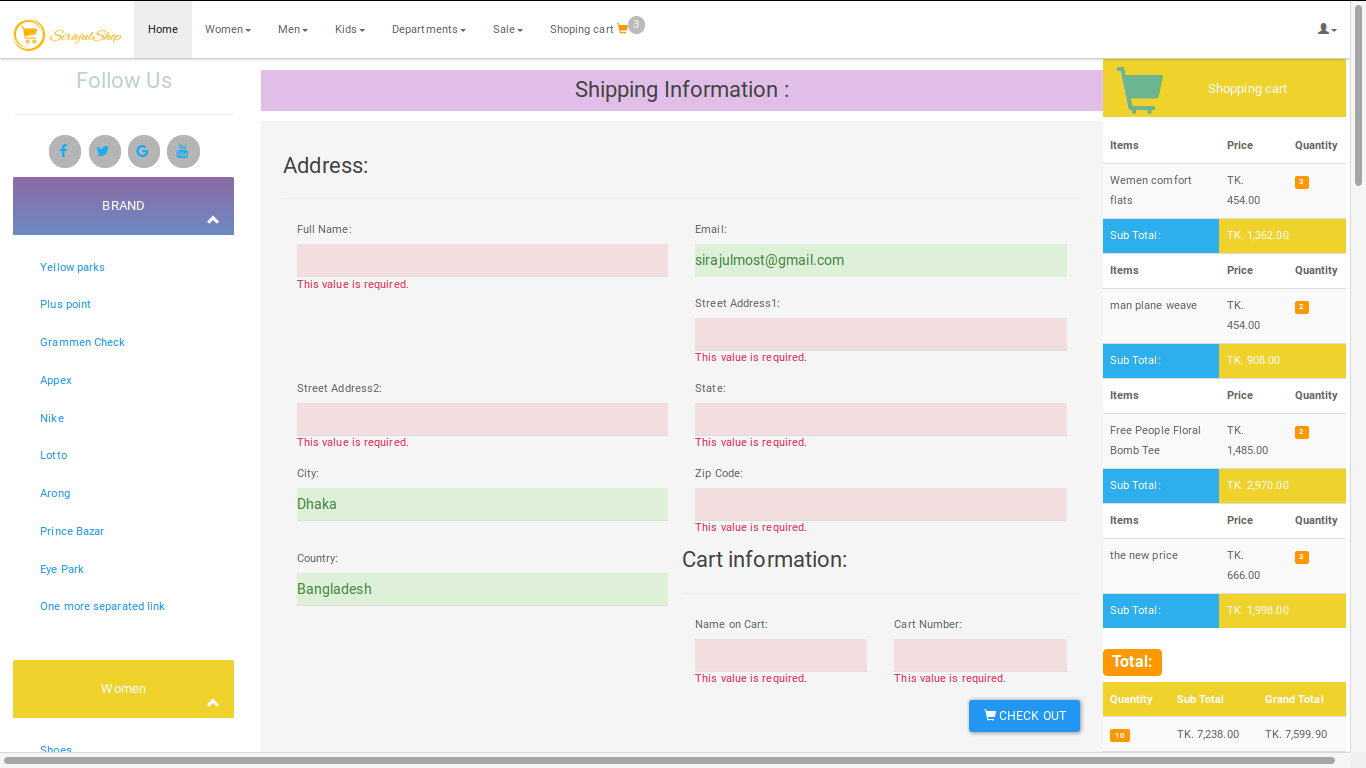 SirajulShop
Home
Women
Men
Kids
Departments
Sale
Shoping cart 3
Follow Us
BRAND
Yellow parks
Plus point
Grammen Check
Appex
Nike
Lotto
Arong
Prince Bazar
Eye Park
One more separated link
Women
Shoes
Shipping Information :
Address:
Full Name:
This value is required.
Email:
sirajulmost@gmail.com
Street Address1:
This value is required.
Street Address2:
This value is required.
State:
This value is required.
City:
Dhaka
Zip Code:
This value is required.
Country:
Bangladesh
Cart information:
Name on Cart:
This value is required.
Cart Number:
This value is required.
CHECK OUT
Shopping cart
Items Price Quantity
Wemen comfort TK. 3
flats 454.00
Sub Total: TK. 1,362.00
Items Price Quantity
man plane weave TK. 2
454.00
Sub Total: TK. 908.00
Items Price Quantity
Free People Floral TK. 2
Bomb Tee 1,485.00
Sub Total: TK. 2,970.00
Items Price Quantity
the new price TK. 3
666.00
Sub Total: TK. 1,998.00
Total:
Quantity Sub Total Grand Total
10 TK. 7,238.00 TK. 7,599.90